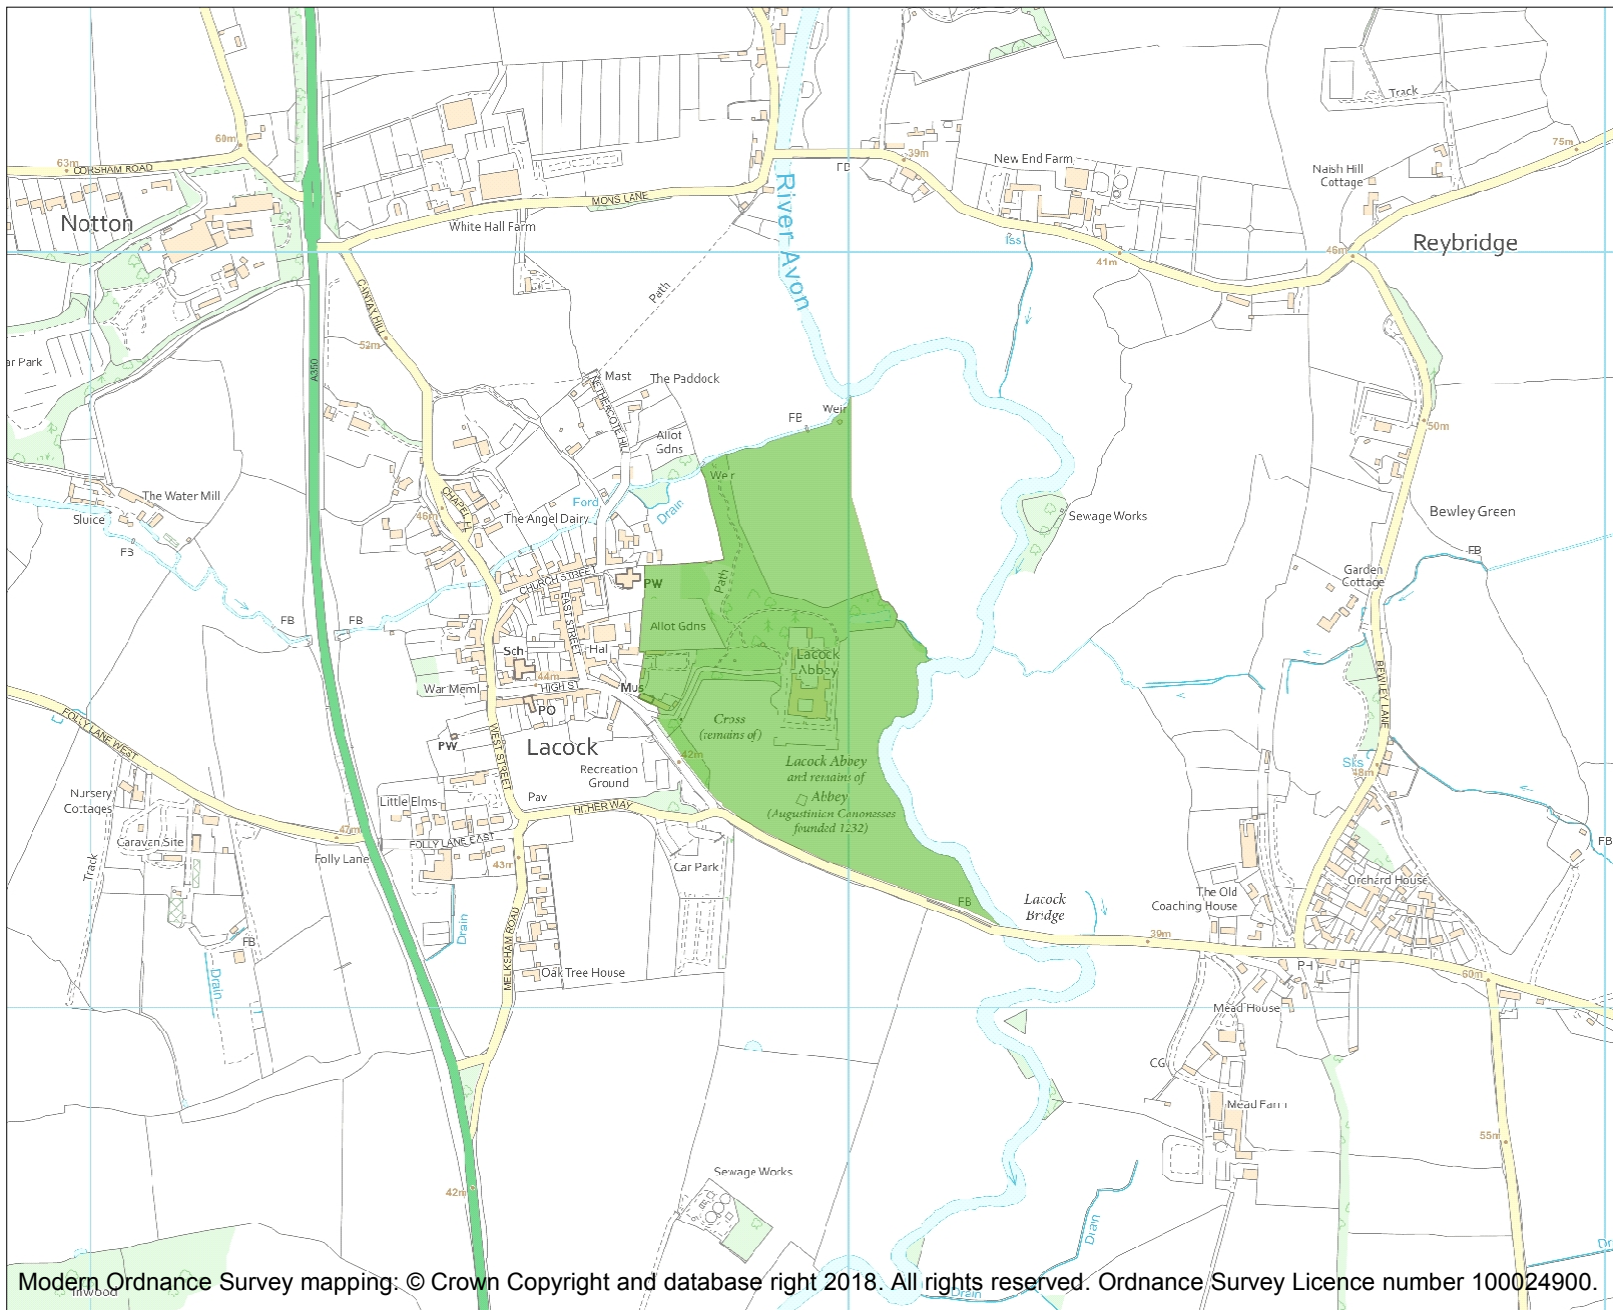 Track
75m
60m
39m
New End Farm
FB
63m
CORSHAM ROAD
Naish Hill
Cottage
MONS LANE
Notton
White Hall Farm
River Avon
Reybridge
Iss
46m
41m
Path
CANTAX HILL
52m
A350
Mast
The Paddock
NETHERCOTE HILL
FB
Weir
50m
Allot
Gdns
Weir
The Water Mill
Ford
Drain
Sluice
CHAPEL HL
46m
The Angel Dairy
Sewage Works
Bewley Green
FB
FB
CHURCH STREET
PW
Path
Garden
Cottage
FB
FB
EAST STREET
Allot Gdns
Sch
Hal
Lacock
Abbey
BEWLEY LANE
War Meml
44m
HIGH ST
Mus
PO
Cross
(remains of)
FOLLY LANE WEST
WEST STREET
PW
Lacock
42m
Lacock Abbey
and remains of
Abbey
(Augustinian Canonesses
founded 1232)
Sks
48m
Recreation
Ground
Nursery
Cottages
Little Elms
Pav
HITHER WAY
47m
Caravan Site
FOLLY LANE EAST
FB
Folly Lane
43m
Car Park
Track
Orchard House
The Old
Coaching House
FB
Lacock
Bridge
MELKSHAM ROAD
Drain
FB
39m
Oak Tree House
Drain
PH
60m
Mead House
CG
Mead Farm
55m
Sewage Works
42m
Drain
Drain
Inwood
Modern Ordnance Survey mapping: © Crown Copyright and database right 2018. All rights reserved. Ordnance Survey Licence number 100024900.